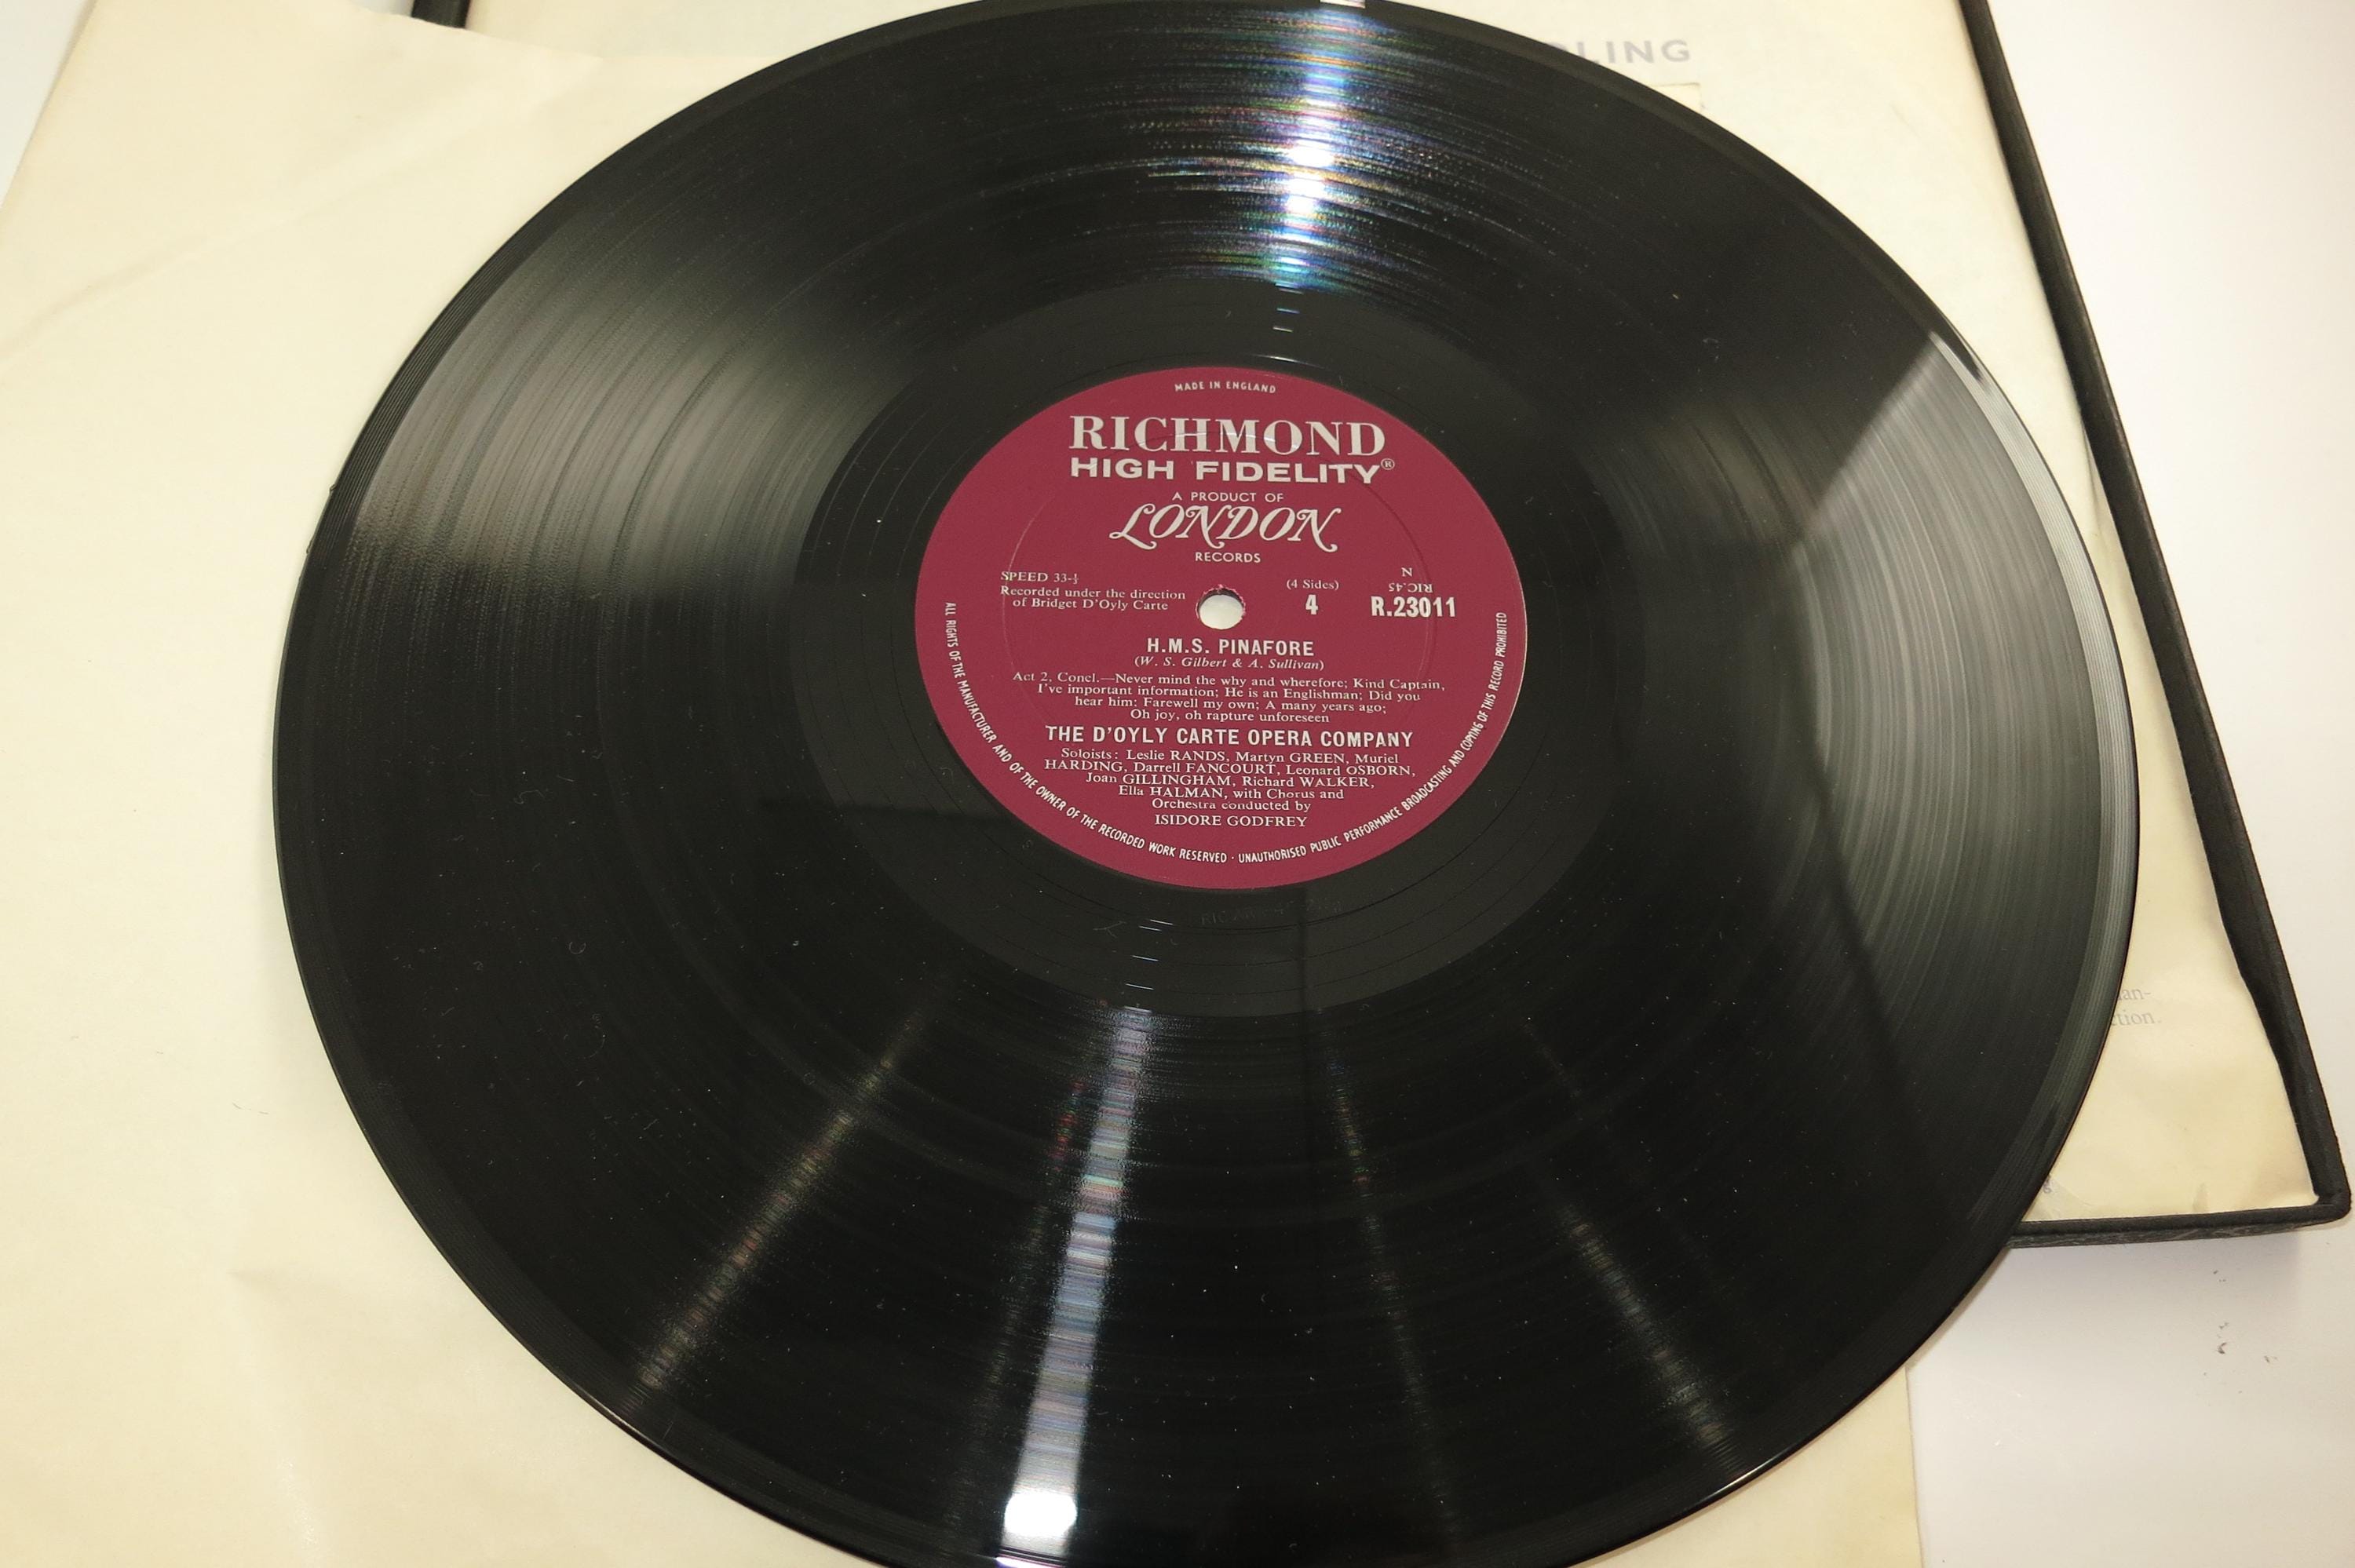 LING
MADE IN ENGLAND
RICHMOND
HIGH FIDELITY®
A PRODUCT OF
LONDON
RECORDS
SPEED 33-⅓
Recorded under the direction
of Bridget D'Oyly Carte
(4 Sides)
4
N
RIC.45
R.23011
H.M.S. PINAFORE
(W. S. Gilbert & A. Sullivan)
Act 2, Concl.—Never mind the why and wherefore; Kind Captain,
I've important information; He is an Englishman; Did you
hear him; Farewell my own; A many years ago;
Oh joy, oh rapture unforeseen
THE D'OYLY CARTE OPERA COMPANY
Soloists: Leslie RANDS, Martyn GREEN, Muriel
HARDING, Darrell FANCOURT, Leonard OSBORN,
Joan GILLINGHAM, Richard WALKER,
Ella HALMAN, with Chorus and
Orchestra conducted by
ISIDORE GODFREY
ALL RIGHTS OF THE MANUFACTURER AND OF THE OWNER OF THE RECORDED WORK RESERVED · UNAUTHORISED PUBLIC PERFORMANCE BROADCASTING AND COPYING OF THIS RECORD PROHIBITED
an-
tion.